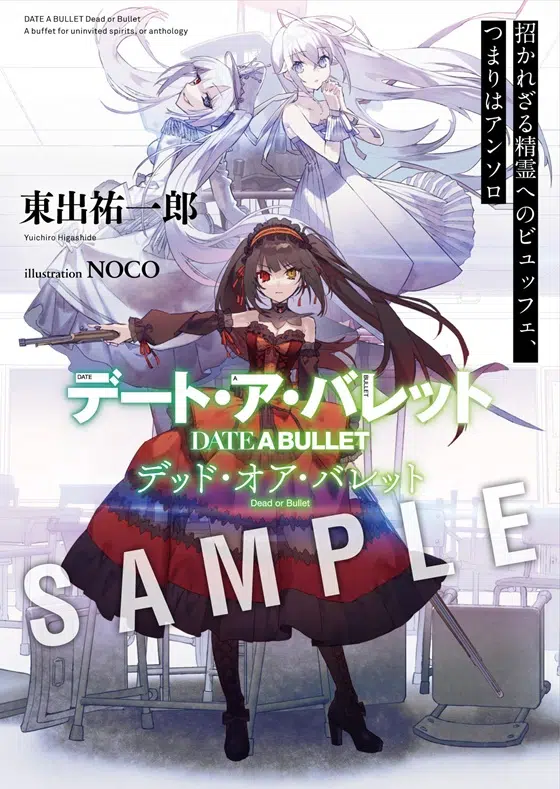 DATE A BULLET Dead or Bullet
A buffet for uninvited spirits, or anthology
招かれざる精霊へのビュッフェ、
つまりはアンソロ
東出祐一郎
Yuichiro Higashide
illustration NOCO
DATE A BULLET
デート・ア・バレット
DATE A BULLET
デッド・オア・バレット
Dead or Bullet
SAMPLE